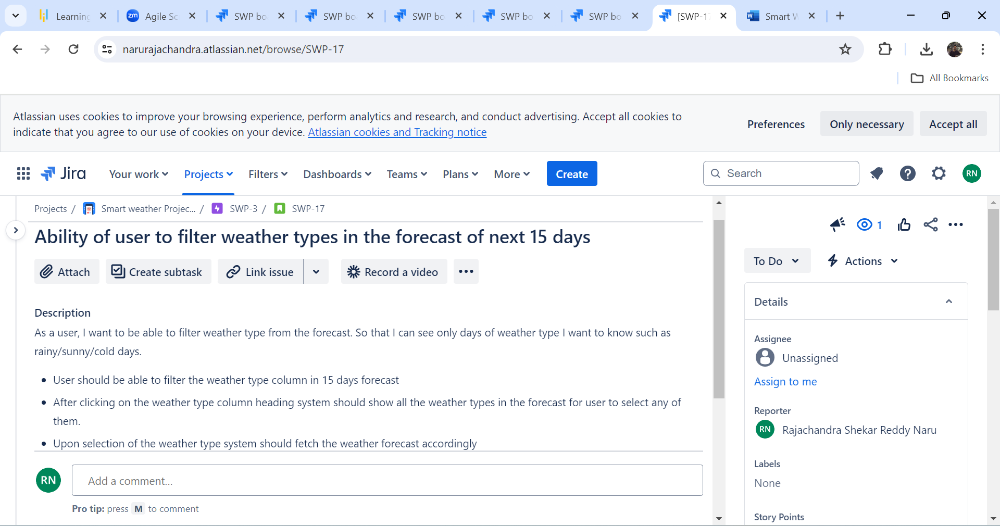 Learning
zm Agile Sc
SWP bo
SWP bo
SWP bo
SWP bo
SWP bo
[SWP-17
Smart W
narurajachandra.atlassian.net/browse/SWP-17
All Bookmarks
Atlassian uses cookies to improve your browsing experience, perform analytics and research, and conduct advertising. Accept all cookies to
indicate that you agree to our use of cookies on your device. Atlassian cookies and Tracking notice
Preferences
Only necessary
Accept all
Jira
Your work
Projects
Filters
Dashboards
Teams
Plans
More
Create
Search
RN
Projects / Smart weather Projec... / SWP-3 / SWP-17
Ability of user to filter weather types in the forecast of next 15 days
Attach
Create subtask
Link issue
Record a video
Description
As a user, I want to be able to filter weather type from the forecast. So that I can see only days of weather type I want to know such as
rainy/sunny/cold days.
• User should be able to filter the weather type column in 15 days forecast
• After clicking on the weather type column heading system should show all the weather types in the forecast for user to select any of
them.
• Upon selection of the weather type system should fetch the weather forecast accordingly
RN
Add a comment...
Pro tip: press M to comment
1
To Do
Actions
Details
Assignee
Unassigned
Assign to me
Reporter
RN Rajachandra Shekar Reddy Naru
Labels
None
Story Points